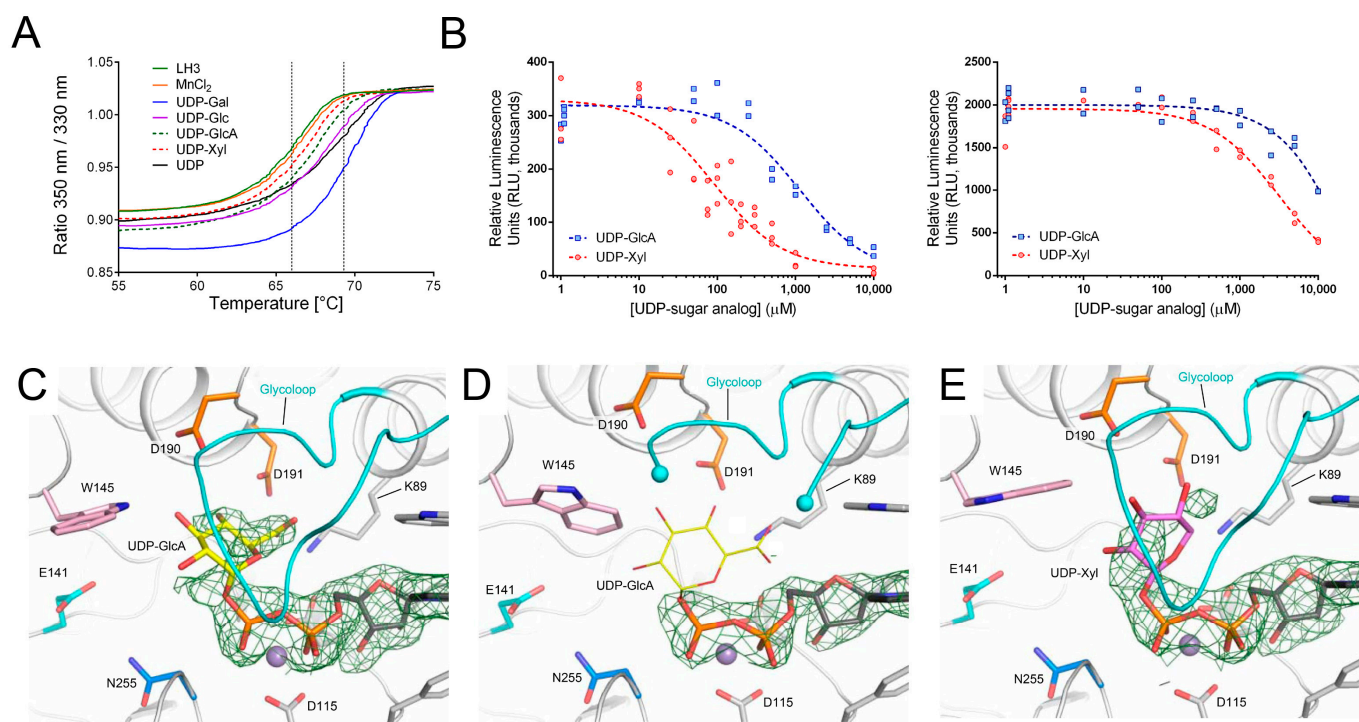 A
Ratio 350 nm / 330 nm
1.05
1.00
0.95
0.90
0.85
LH3
MnCl2
UDP-Gal
UDP-Glc
UDP-GlcA
UDP-Xyl
UDP
55
60
65
70
75
Temperature [°C]
B
Relative Luminescence
Units (RLU, thousands)
400
300
200
100
0
UDP-GlcA
UDP-Xyl
1
10
100
1,000
10,000
[UDP-sugar analog] (μM)
Relative Luminescence
Units (RLU, thousands)
2500
2000
1500
1000
500
0
UDP-GlcA
UDP-Xyl
1
10
100
1,000
10,000
[UDP-sugar analog] (μM)
C
Glycoloop
D190
D191
W145
K89
UDP-GlcA
E141
N255
D115
D
Glycoloop
D190
D191
W145
K89
UDP-GlcA
E141
N255
D115
E
Glycoloop
D190
D191
W145
K89
UDP-Xyl
E141
N255
D115